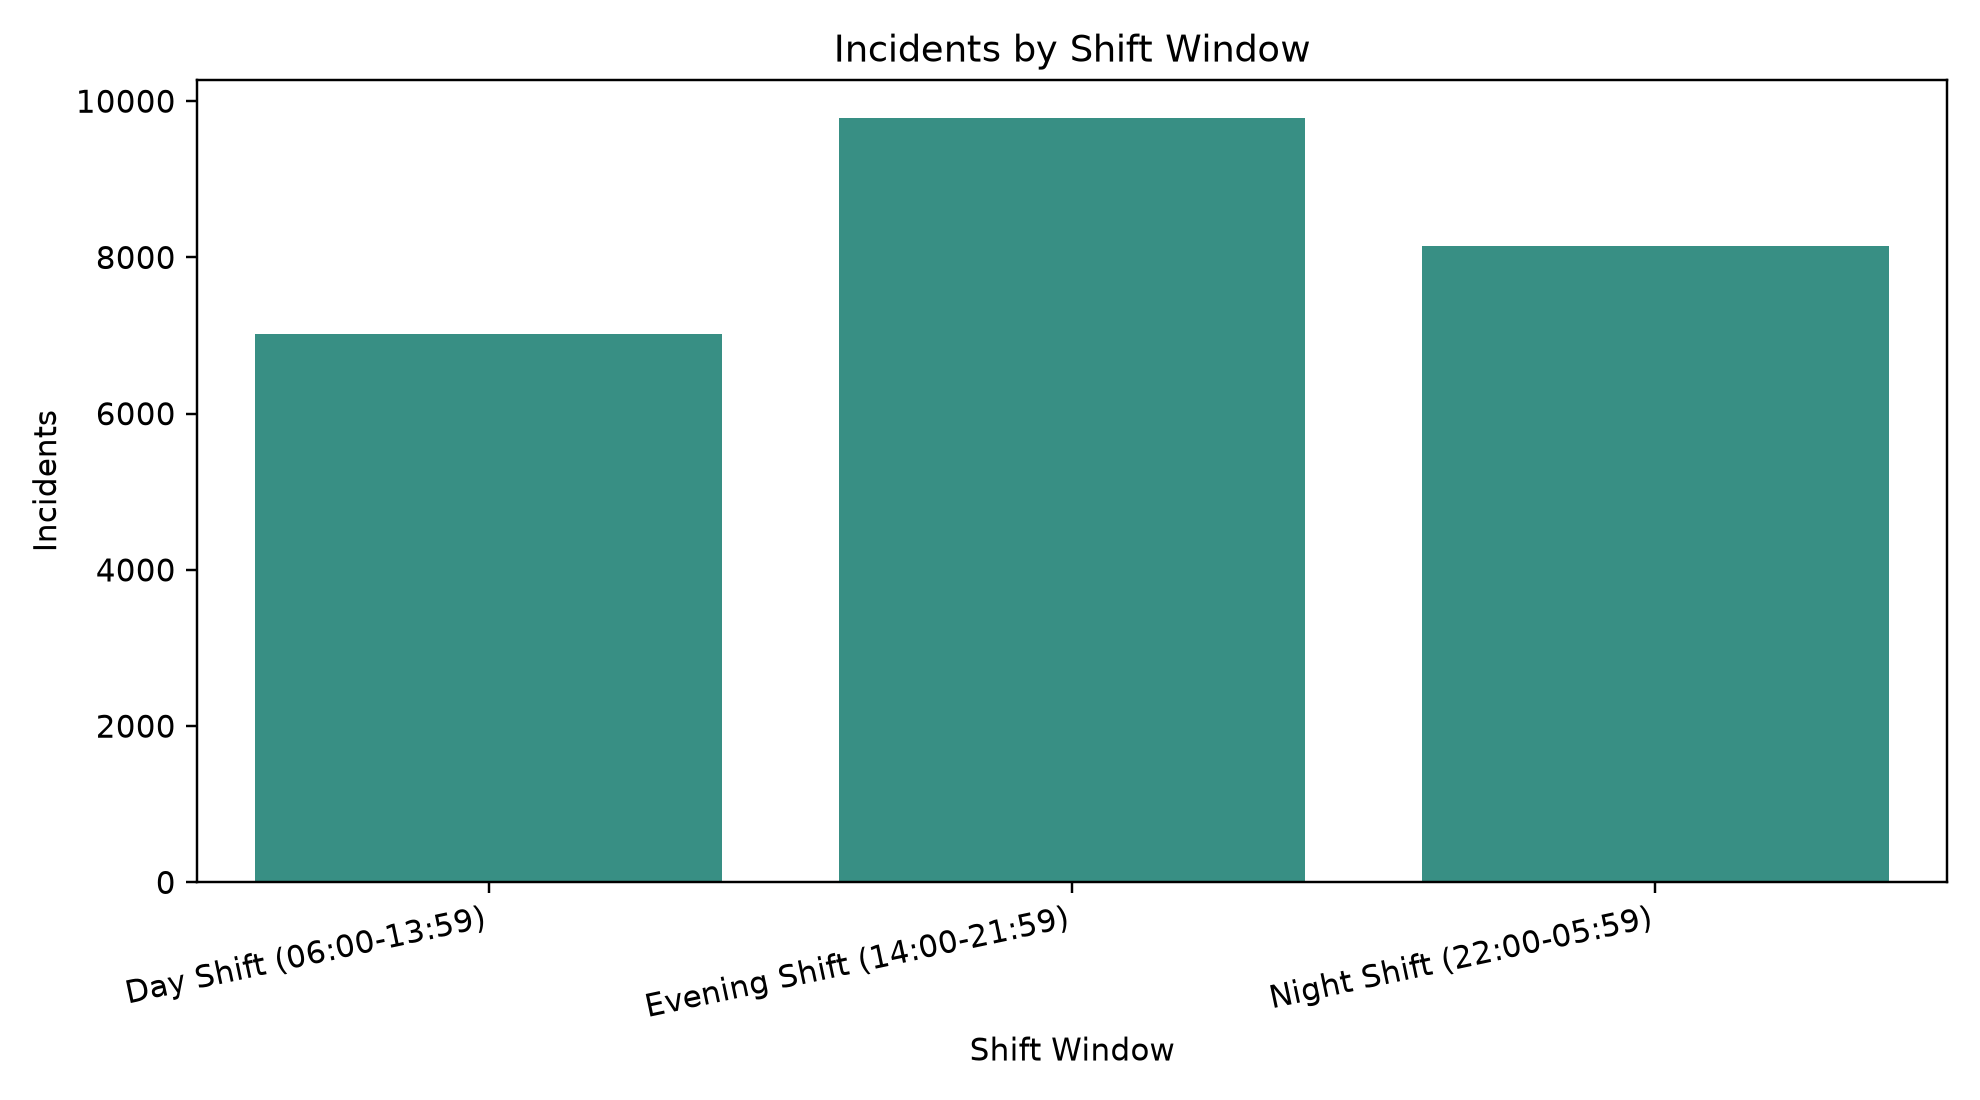 Incidents by Shift Window
10000
8000
6000
4000
2000
0
Incidents
Day Shift (06:00-13:59)
Evening Shift (14:00-21:59)
Night Shift (22:00-05:59)
Shift Window